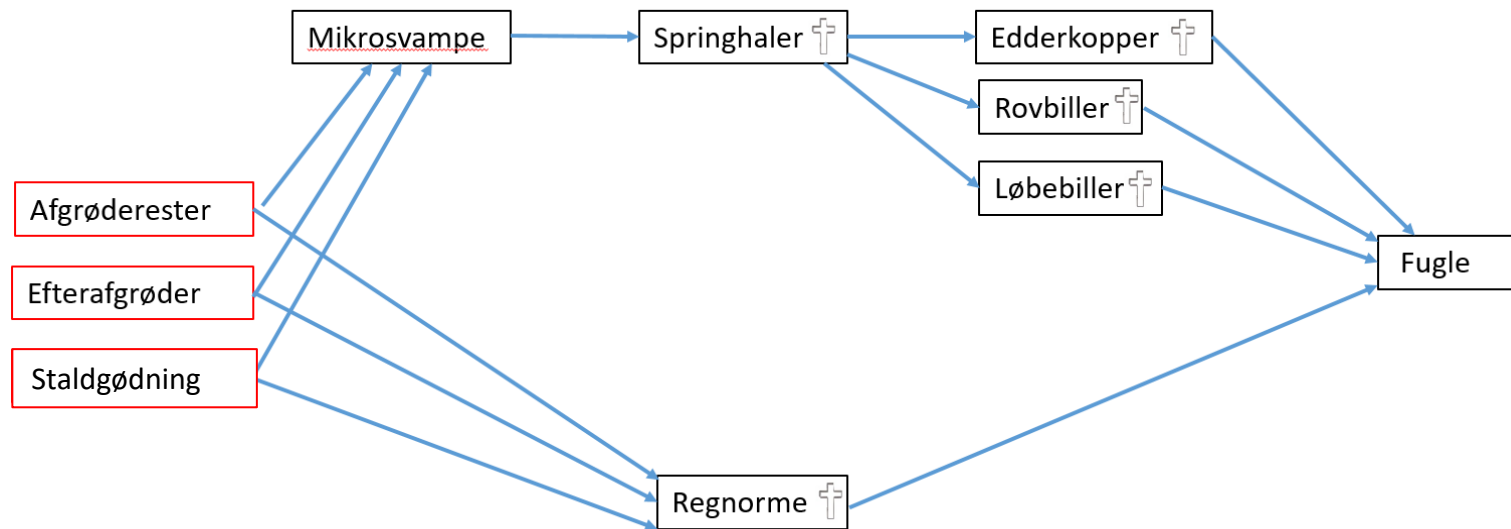 Mikrosvampe
Springhaler
Edderkopper
Rovbiller
Løbebiller
Afgrøderester
Efterafgrøder
Staldgødning
Fugle
Regnorme